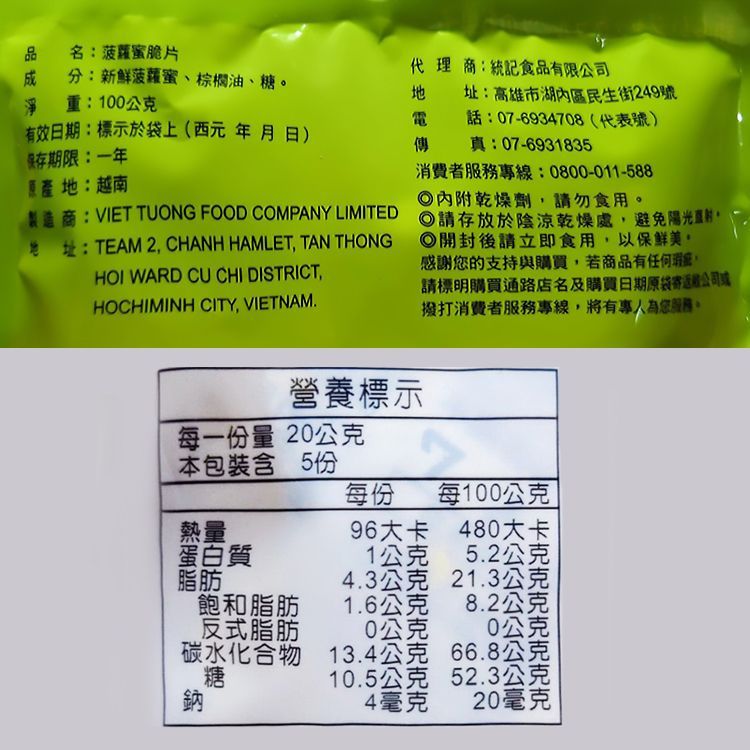 品 名：菠蘿蜜脆片
成 分：新鮮菠蘿蜜、棕櫚油、糖。
淨 重：100公克
有效日期：標示於袋上（西元 年 月 日）
保存期限：一年
原產 地：越南
製造 商：VIET TUONG FOOD COMPANY LIMITED
地 址：TEAM 2, CHANH HAMLET, TAN THONG
HOI WARD CU CHI DISTRICT,
HOCHIMINH CITY, VIETNAM.
代 理 商：統記食品有限公司
地 址：高雄市湖內區民生街249號
電 話：07-6934708（代表號）
傳 真：07-6931835
消費者服務專線：0800-011-588
◎內附乾燥劑，請勿食用。
◎請存放於陰涼乾燥處，避免陽光直射。
◎開封後請立即食用，以保鮮美。
感謝您的支持與購買，若商品有任何瑕疵，
請標明購買通路店名及購買日期原袋寄返敝公司或
撥打消費者服務專線，將有專人為您服務。
營養標示
每一份量 20公克
本包裝含 5份
每份 每100公克
熱量 96大卡 480大卡
蛋白質 1公克 5.2公克
脂肪 4.3公克 21.3公克
飽和脂肪 1.6公克 8.2公克
反式脂肪 0公克 0公克
碳水化合物 13.4公克 66.8公克
糖 10.5公克 52.3公克
鈉 4毫克 20毫克